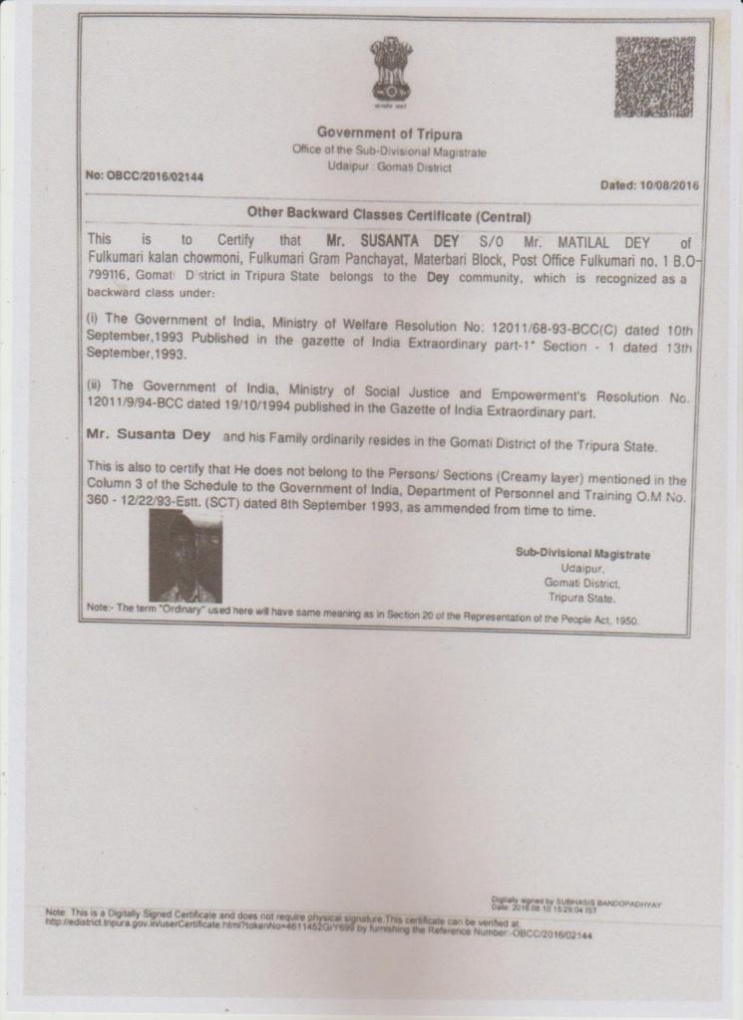 Government of Tripura
Office of the Sub-Divisional Magistrate
Udaipur : Gomati District
No: OBCC/2016/02144
Dated: 10/08/2016
Other Backward Classes Certificate (Central)
This is to Certify that Mr. SUSANTA DEY S/O Mr. MATILAL DEY of
Fulkumari kalan chowmoni, Fulkumari Gram Panchayat, Materbari Block, Post Office Fulkumari no. 1 B.O-
799116, Gomati District in Tripura State belongs to the Dey community, which is recognized as a
backward class under:
(i) The Government of India, Ministry of Welfare Resolution No: 12011/68-93-BCC(C) dated 10th
September,1993 Published in the gazette of India Extraordinary part-1" Section - 1 dated 13th
September,1993.
(ii) The Government of India, Ministry of Social Justice and Empowerment's Resolution No.
12011/9/94-BCC dated 19/10/1994 published in the Gazette of India Extraordinary part.
Mr. Susanta Dey and his Family ordinarily resides in the Gomati District of the Tripura State.
This is also to certify that He does not belong to the Persons/ Sections (Creamy layer) mentioned in the
Column 3 of the Schedule to the Government of India, Department of Personnel and Training O.M No.
360 - 12/22/93-Estt. (SCT) dated 8th September 1993, as ammended from time to time.
Sub-Divisional Magistrate
Udaipur,
Gomati District,
Tripura State.
Note:- The term "Ordinary" used here will have same meaning as in Section 20 of the Representation of the People Act, 1950.
Digitally signed by SUBHASIS BANDOPADHYAY
Date: 2016.08.10 15:29:04 IST
Note: This is a Digitally Signed Certificate and does not require physical signature.This certificate can be verified at
http://edistrict.tripura.gov.in/userCertificate.html?tokenNo=4611452GrY699 by furnishing the Reference Number:-OBCC/2016/02144